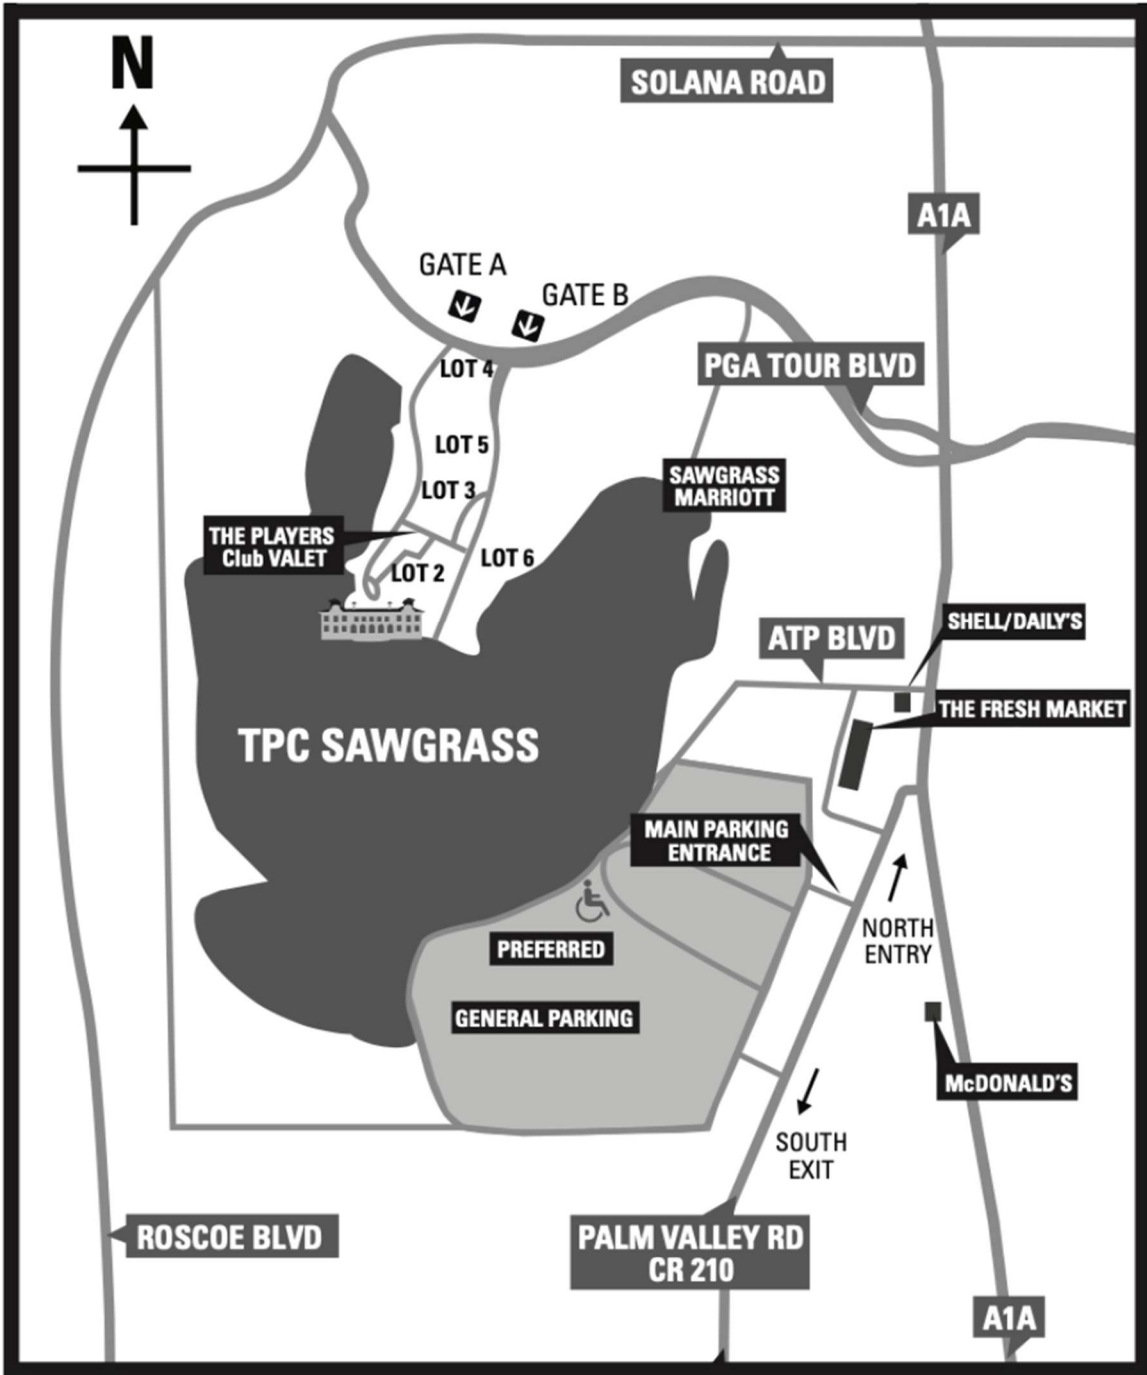 N
SOLANA ROAD
A1A
GATE A
GATE B
LOT 4
PGA TOUR BLVD
LOT 5
SAWGRASS
MARRIOTT
LOT 3
THE PLAYERS
Club VALET
LOT 6
LOT 2
SHELL/DAILY'S
ATP BLVD
THE FRESH MARKET
TPC SAWGRASS
MAIN PARKING
ENTRANCE
NORTH
ENTRY
PREFERRED
GENERAL PARKING
McDONALD'S
SOUTH
EXIT
ROSCOE BLVD
PALM VALLEY RD
CR 210
A1A